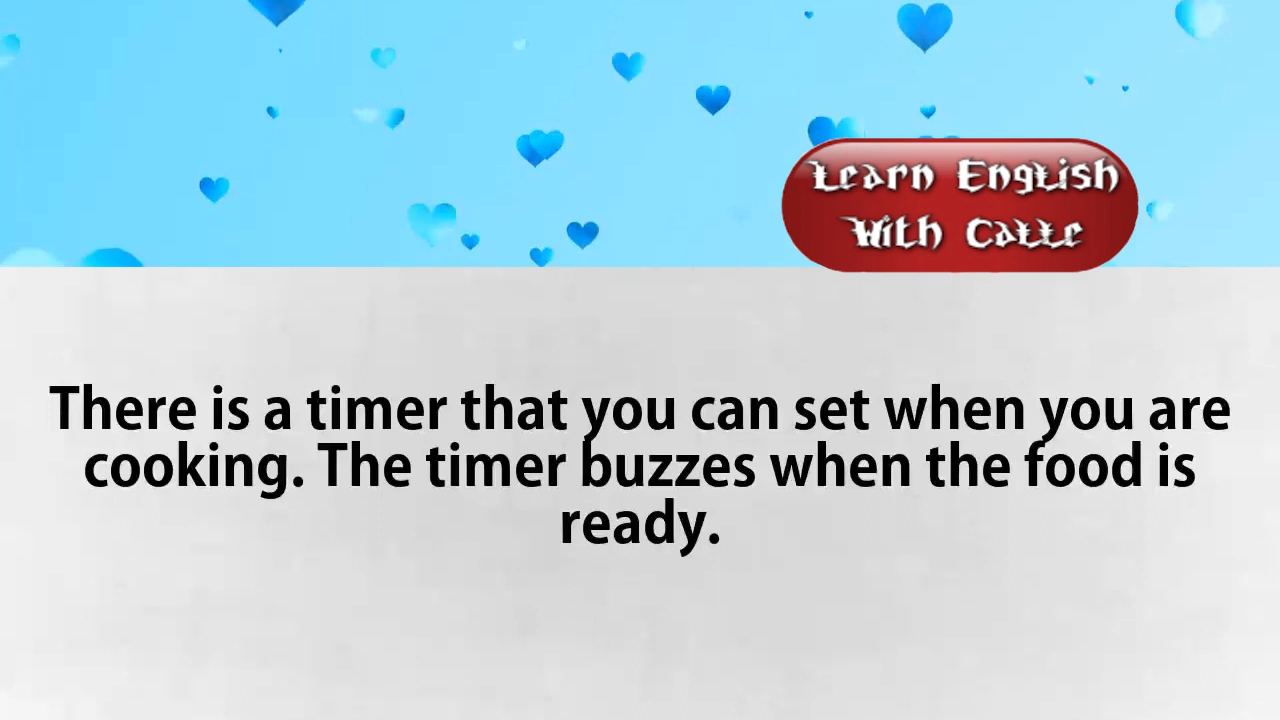 Learn English
With Calle
There is a timer that you can set when you are
cooking. The timer buzzes when the food is
ready.